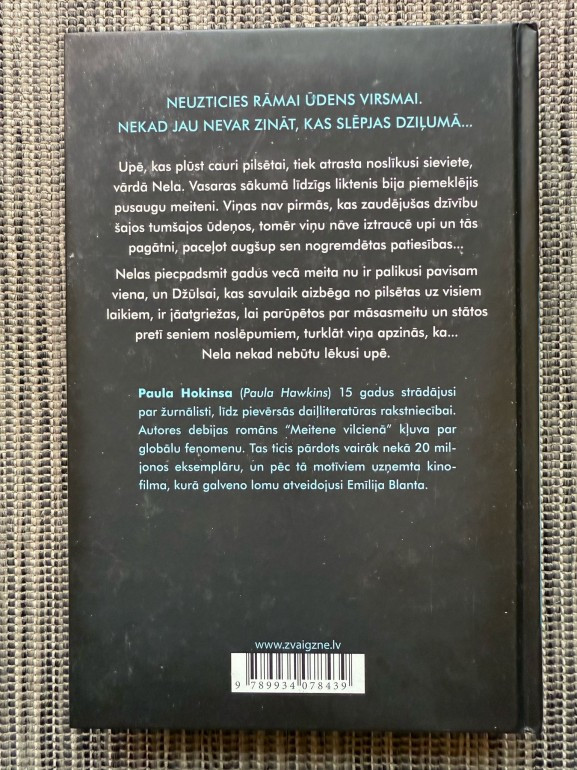 NEUZTICIES RĀMAI ŪDENS VIRSMAI.
NEKAD JAU NEVAR ZINĀT, KAS SLĒPJAS DZIĻUMĀ...
Upē, kas plūst cauri pilsētai, tiek atrasta noslīkusi sieviete,
vārdā Nela. Vasaras sākumā līdzīgs liktenis bija piemeklējis
pusaugu meiteni. Viņas nav pirmās, kas zaudējušas dzīvību
šajos tumšajos ūdeņos, tomēr viņu nāve iztraucē upi un tās
pagātni, paceļot augšup sen nogremdētas patiesības...
Nelas piecpadsmit gadus vecā meita nu ir palikusi pavisam
viena, un Džūlsai, kas savulaik aizbēga no pilsētas uz visiem
laikiem, ir jāatgriežas, lai parūpētos par māsasmeitu un stātos
pretī seniem noslēpumiem, turklāt viņa apzinās, ka...
Nela nekad nebūtu lēkusi upē.
Paula Hokinsa (Paula Hawkins) 15 gadus strādājusi
par žurnālisti, līdz pievērsās daiļliteratūras rakstniecībai.
Autores debijas romāns “Meitene vilcienā” kļuva par
globālu fenomenu. Tas ticis pārdots vairāk nekā 20 mil-
jonos eksemplāru, un pēc tā motīviem uzņemta kino-
filma, kurā galveno lomu atveidojusi Emīlija Blanta.
www.zvaigzne.lv
9 789934 078439